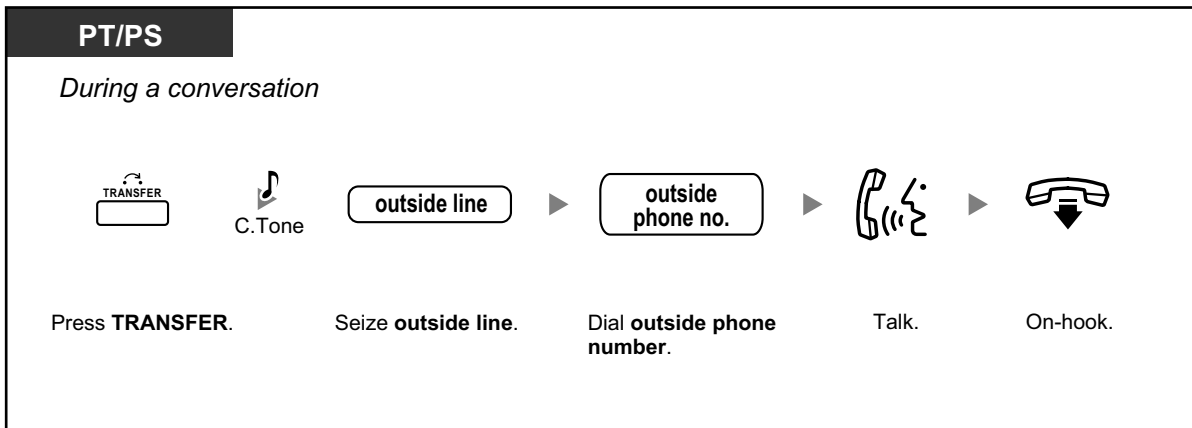 PT/PS
During a conversation
TRANSFER
C.Tone
outside line
outside
phone no.
Press TRANSFER.
Seize outside line.
Dial outside phone
number.
Talk.
On-hook.